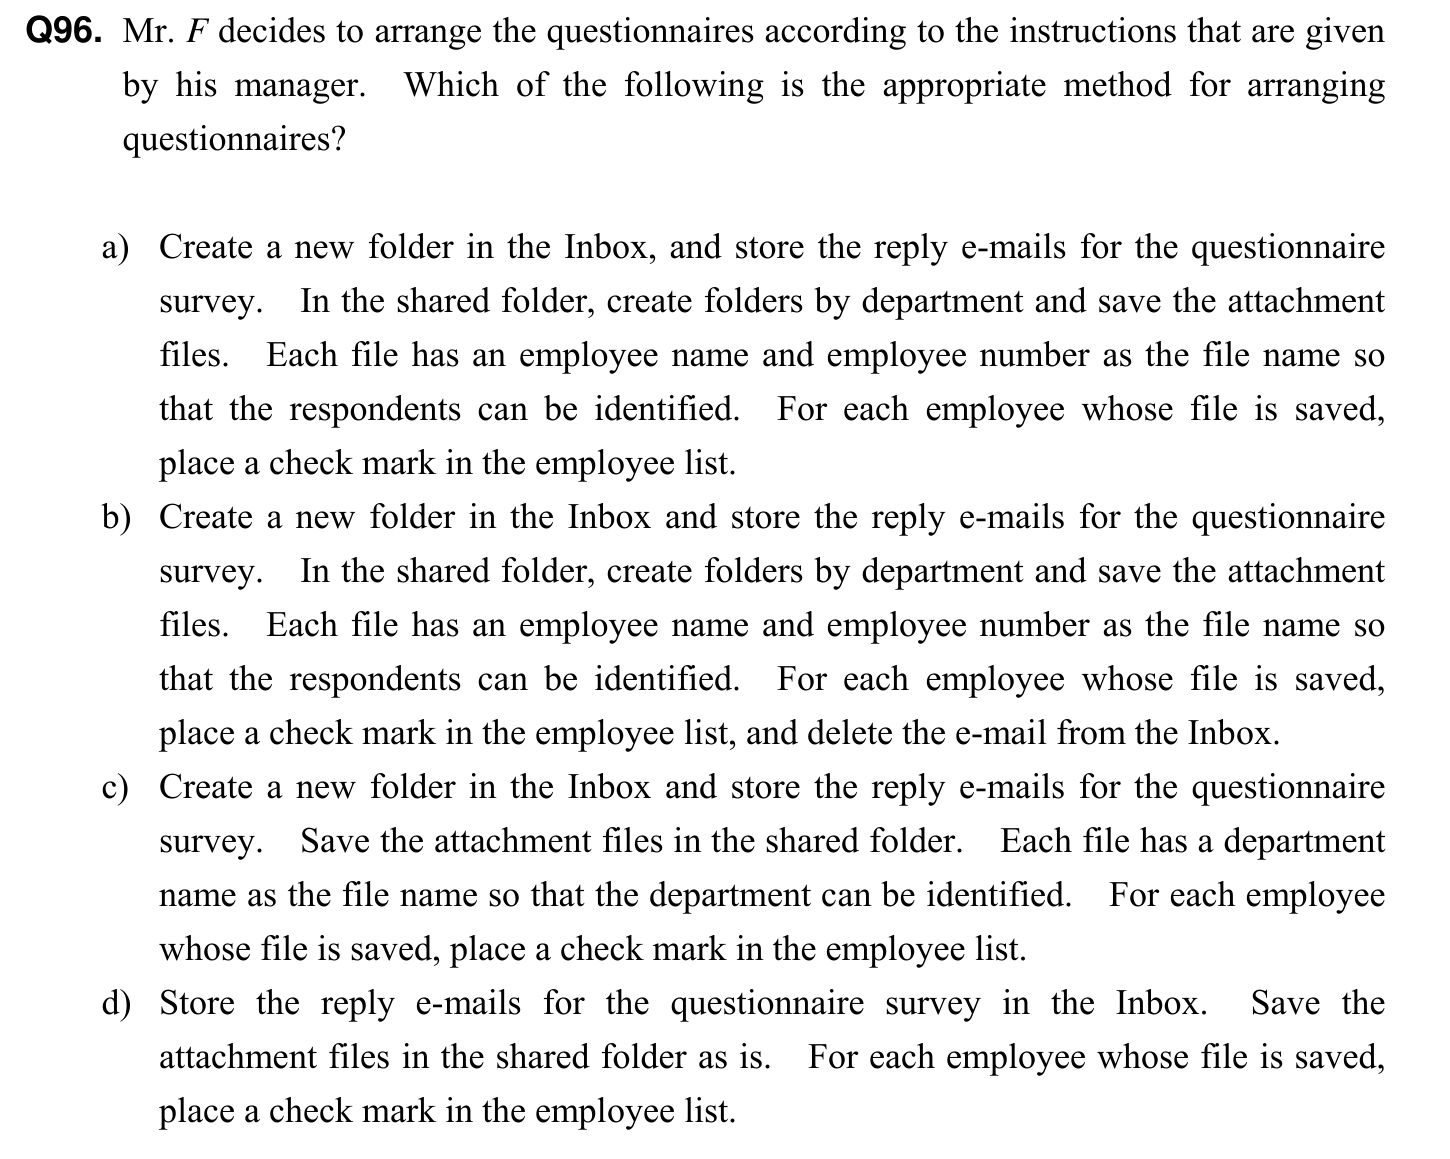 Q96. Mr. F decides to arrange the questionnaires according to the instructions that are given
by his manager. Which of the following is the appropriate method for arranging
questionnaires?
a) Create a new folder in the Inbox, and store the reply e-mails for the questionnaire
survey. In the shared folder, create folders by department and save the attachment
files. Each file has an employee name and employee number as the file name so
that the respondents can be identified. For each employee whose file is saved,
place a check mark in the employee list.
b) Create a new folder in the Inbox and store the reply e-mails for the questionnaire
survey. In the shared folder, create folders by department and save the attachment
files. Each file has an employee name and employee number as the file name so
that the respondents can be identified. For each employee whose file is saved,
place a check mark in the employee list, and delete the e-mail from the Inbox.
c) Create a new folder in the Inbox and store the reply e-mails for the questionnaire
survey. Save the attachment files in the shared folder. Each file has a department
name as the file name so that the department can be identified. For each employee
whose file is saved, place a check mark in the employee list.
d) Store the reply e-mails for the questionnaire survey in the Inbox. Save the
attachment files in the shared folder as is. For each employee whose file is saved,
place a check mark in the employee list.